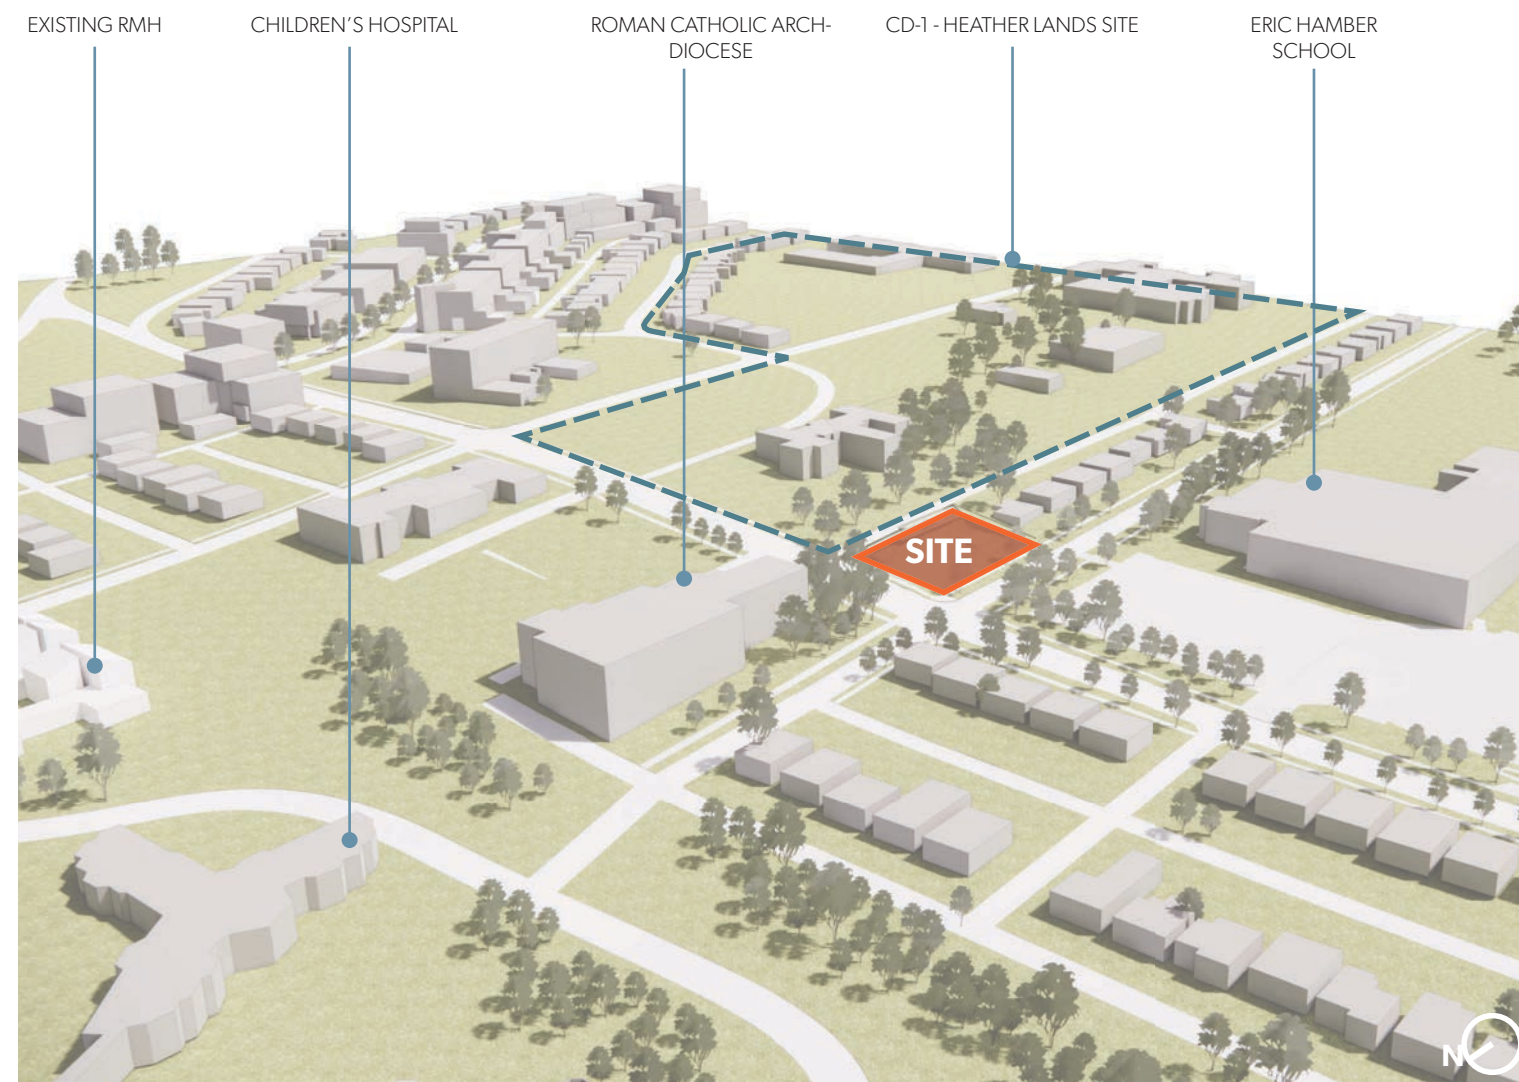 EXISTING RMH
CHILDREN'S HOSPITAL
ROMAN CATHOLIC ARCH-
DIOCESE
CD-1 - HEATHER LANDS SITE
ERIC HAMBER
SCHOOL
SITE
N